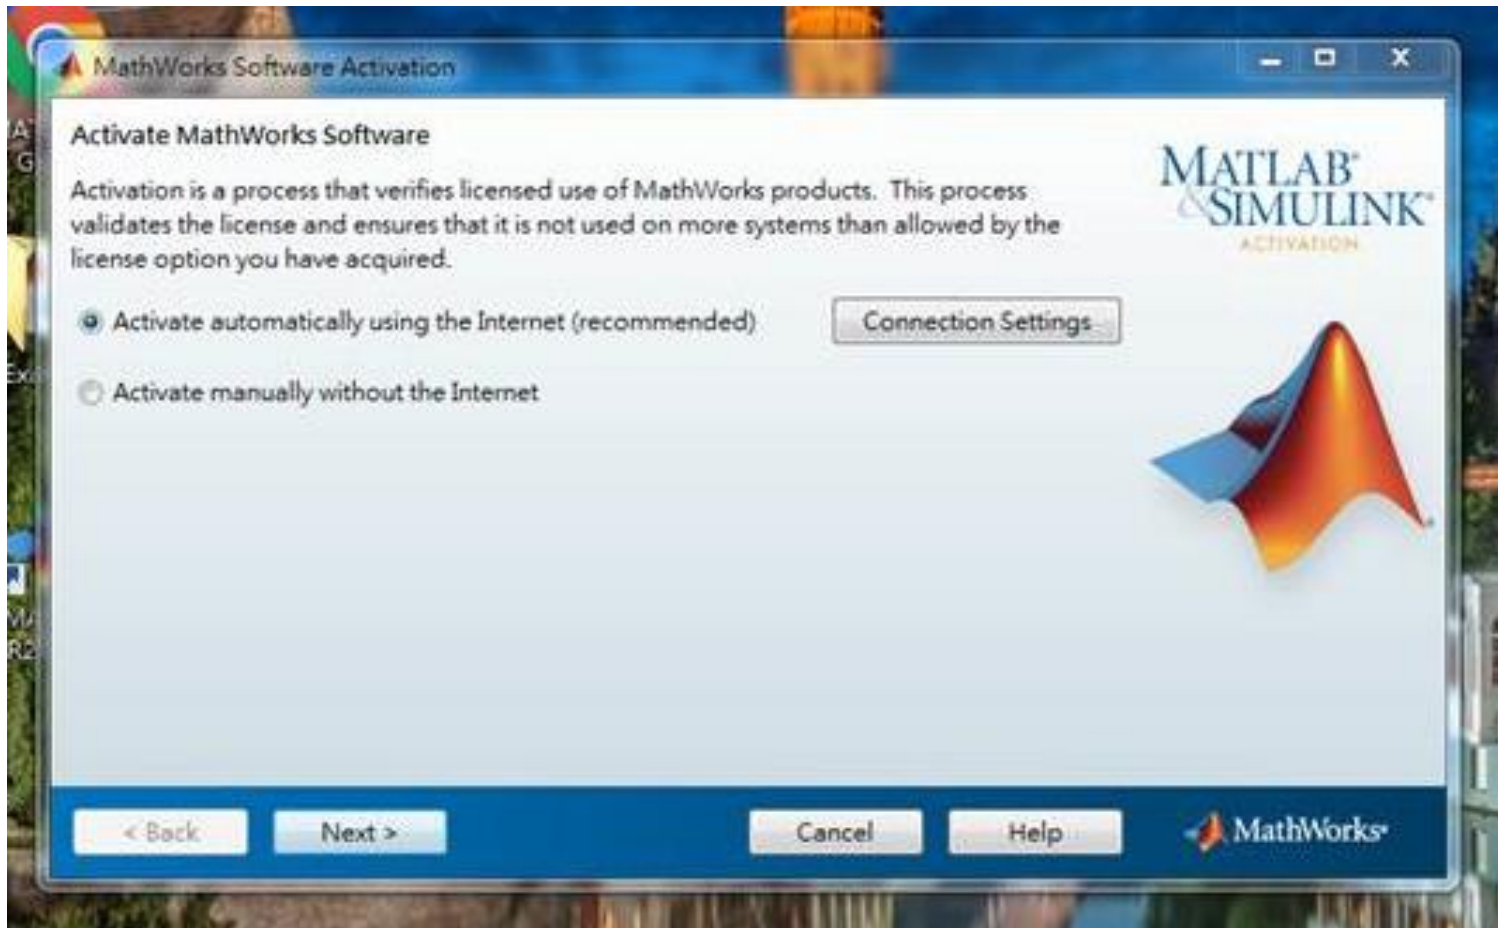 MathWorks Software Activation
Activate MathWorks Software
Activation is a process that verifies licensed use of MathWorks products. This process
validates the license and ensures that it is not used on more systems than allowed by the
license option you have acquired.
MATLAB®
&SIMULINK®
ACTIVATION
Activate automatically using the Internet (recommended)
Connection Settings
Activate manually without the Internet
< Back
Next >
Cancel
Help
MathWorks®